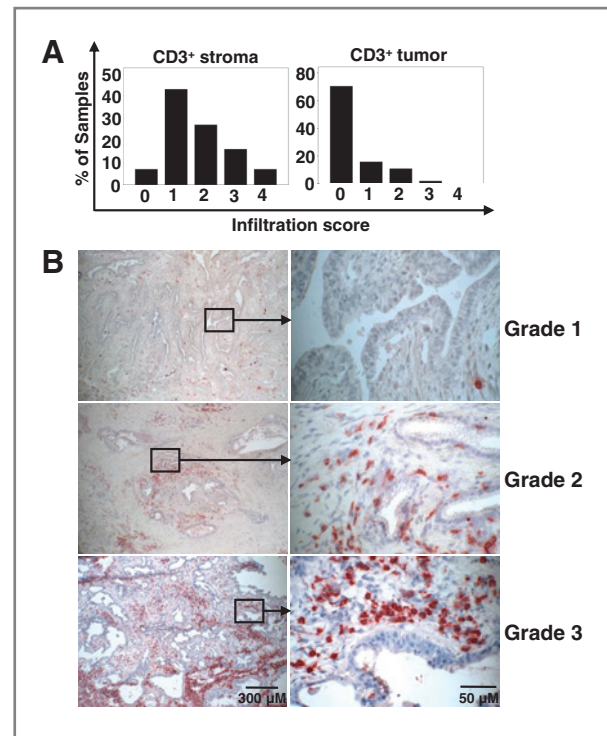 A
CD3+ stroma
CD3+ tumor
% of Samples
50
40
30
20
10
0
0 1 2 3 4
80
60
40
20
0
0 1 2 3 4
Infiltration score
B
Grade 1
Grade 2
Grade 3
300 µM
50 µM